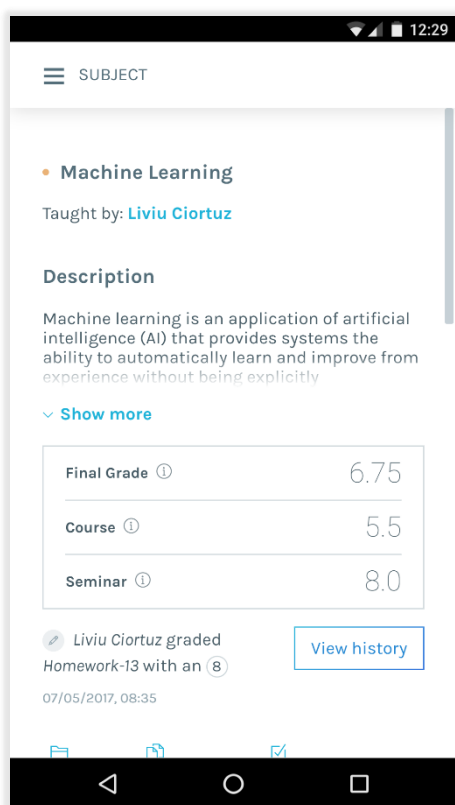 12:29
SUBJECT
Machine Learning
Taught by: Liviu Ciortuz
Description
Machine learning is an application of artificial
intelligence (AI) that provides systems the
ability to automatically learn and improve from
experience without being explicitly
Show more
Final Grade 6.75
Course 5.5
Seminar 8.0
Liviu Ciortuz graded
Homework-13 with an 8
View history
07/05/2017, 08:35